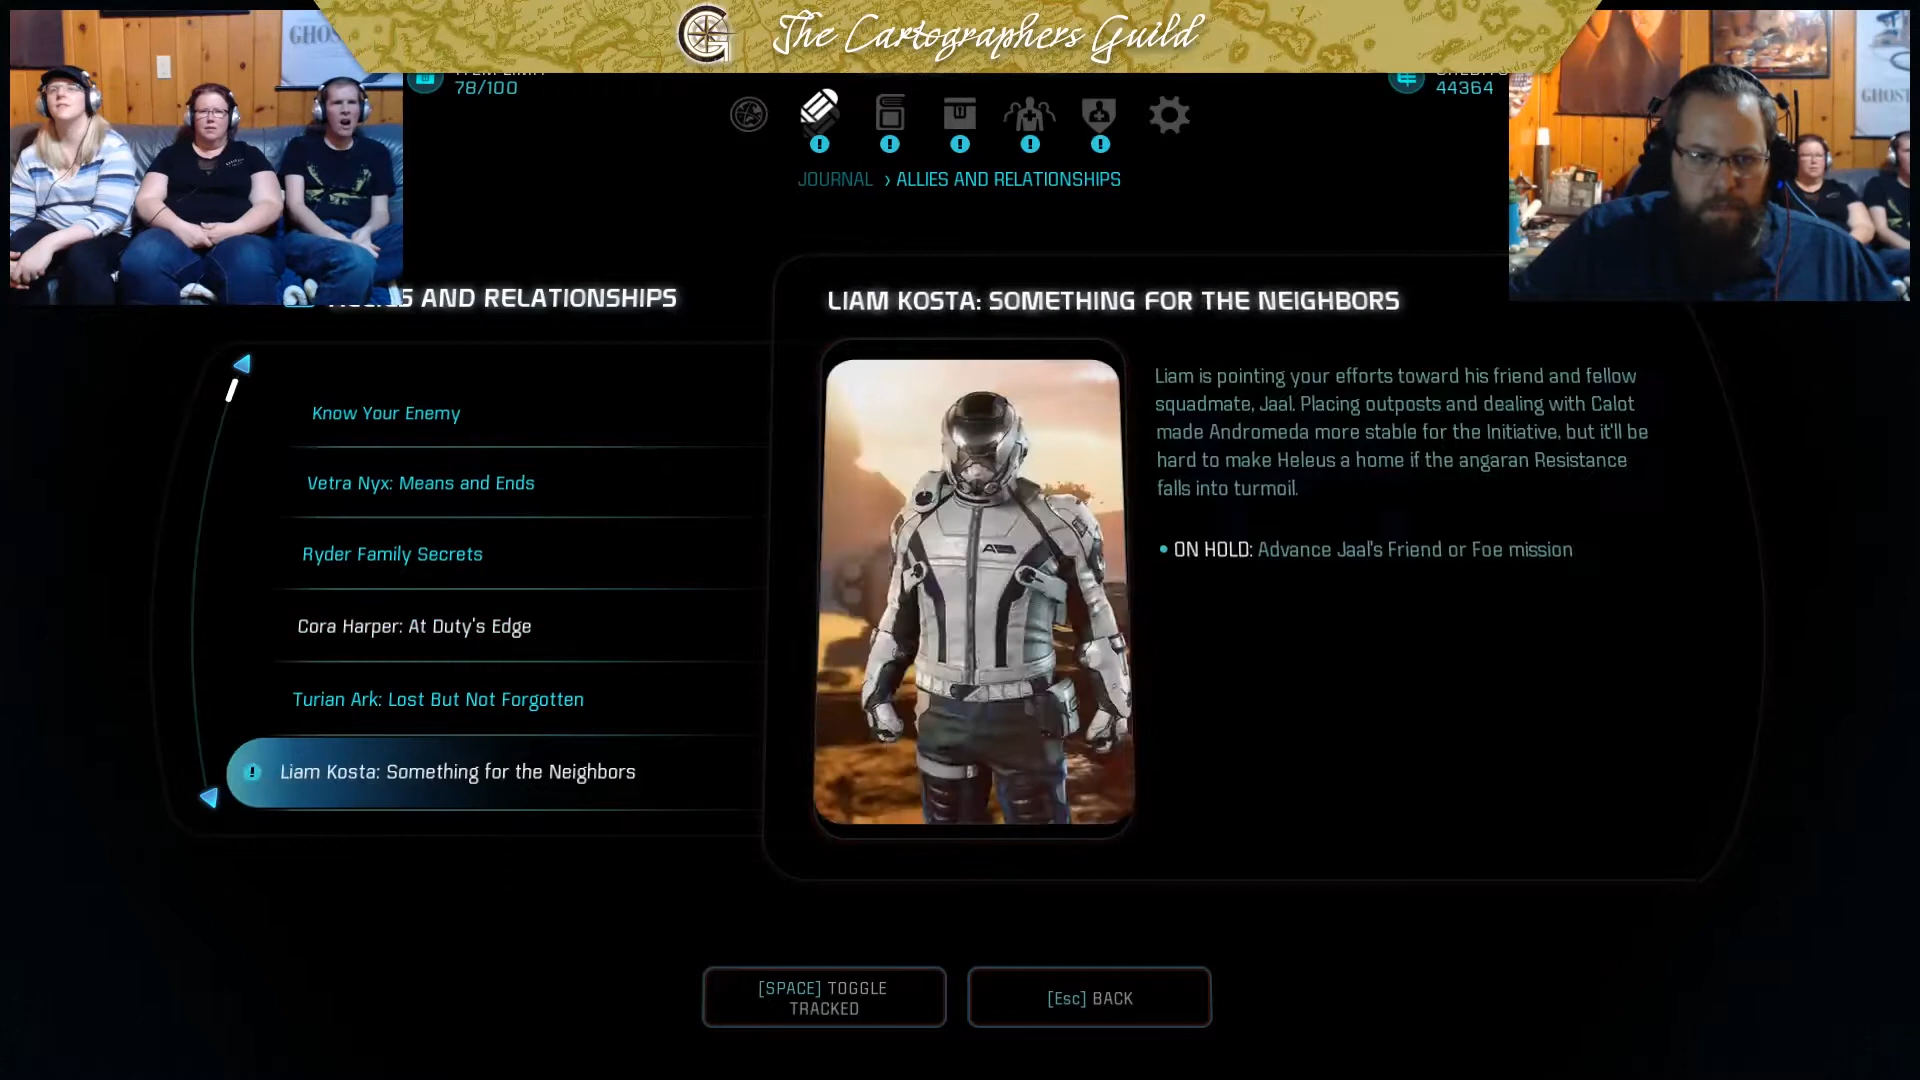 The Cartographers Guild
GHOS
78/100
44364
GHOST
JOURNAL › ALLIES AND RELATIONSHIPS
AND RELATIONSHIPS
Know Your Enemy
Vetra Nyx: Means and Ends
Ryder Family Secrets
Cora Harper: At Duty's Edge
Turian Ark: Lost But Not Forgotten
Liam Kosta: Something for the Neighbors
LIAM KOSTA: SOMETHING FOR THE NEIGHBORS
Liam is pointing your efforts toward his friend and fellow
squadmate, Jaal. Placing outposts and dealing with Calot
made Andromeda more stable for the Initiative, but it'll be
hard to make Heleus a home if the angaran Resistance
falls into turmoil.
• ON HOLD: Advance Jaal's Friend or Foe mission
[SPACE] TOGGLE
TRACKED
[Esc] BACK